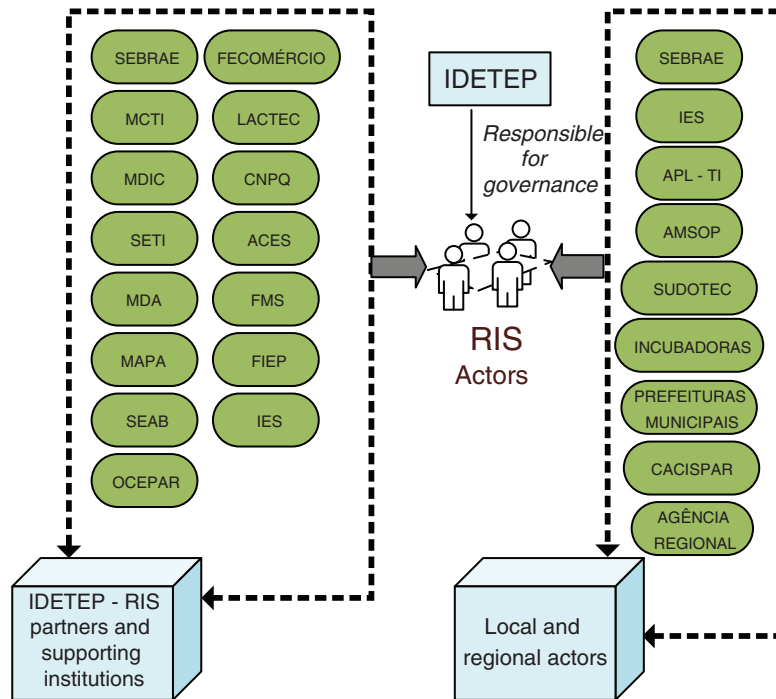 SEBRAE
FECOMÉRCIO
MCTI
LACTEC
MDIC
CNPQ
SETI
ACES
MDA
FMS
MAPA
FIEP
SEAB
IES
OCEPAR
IDETEP - RIS
partners and
supporting
institutions
IDETEP
Responsible
for
governance
RIS
Actors
SEBRAE
IES
APL - TI
AMSOP
SUDOTEC
INCUBADORAS
PREFEITURAS
MUNICIPAIS
CACISPAR
AGÊNCIA
REGIONAL
Local and
regional actors